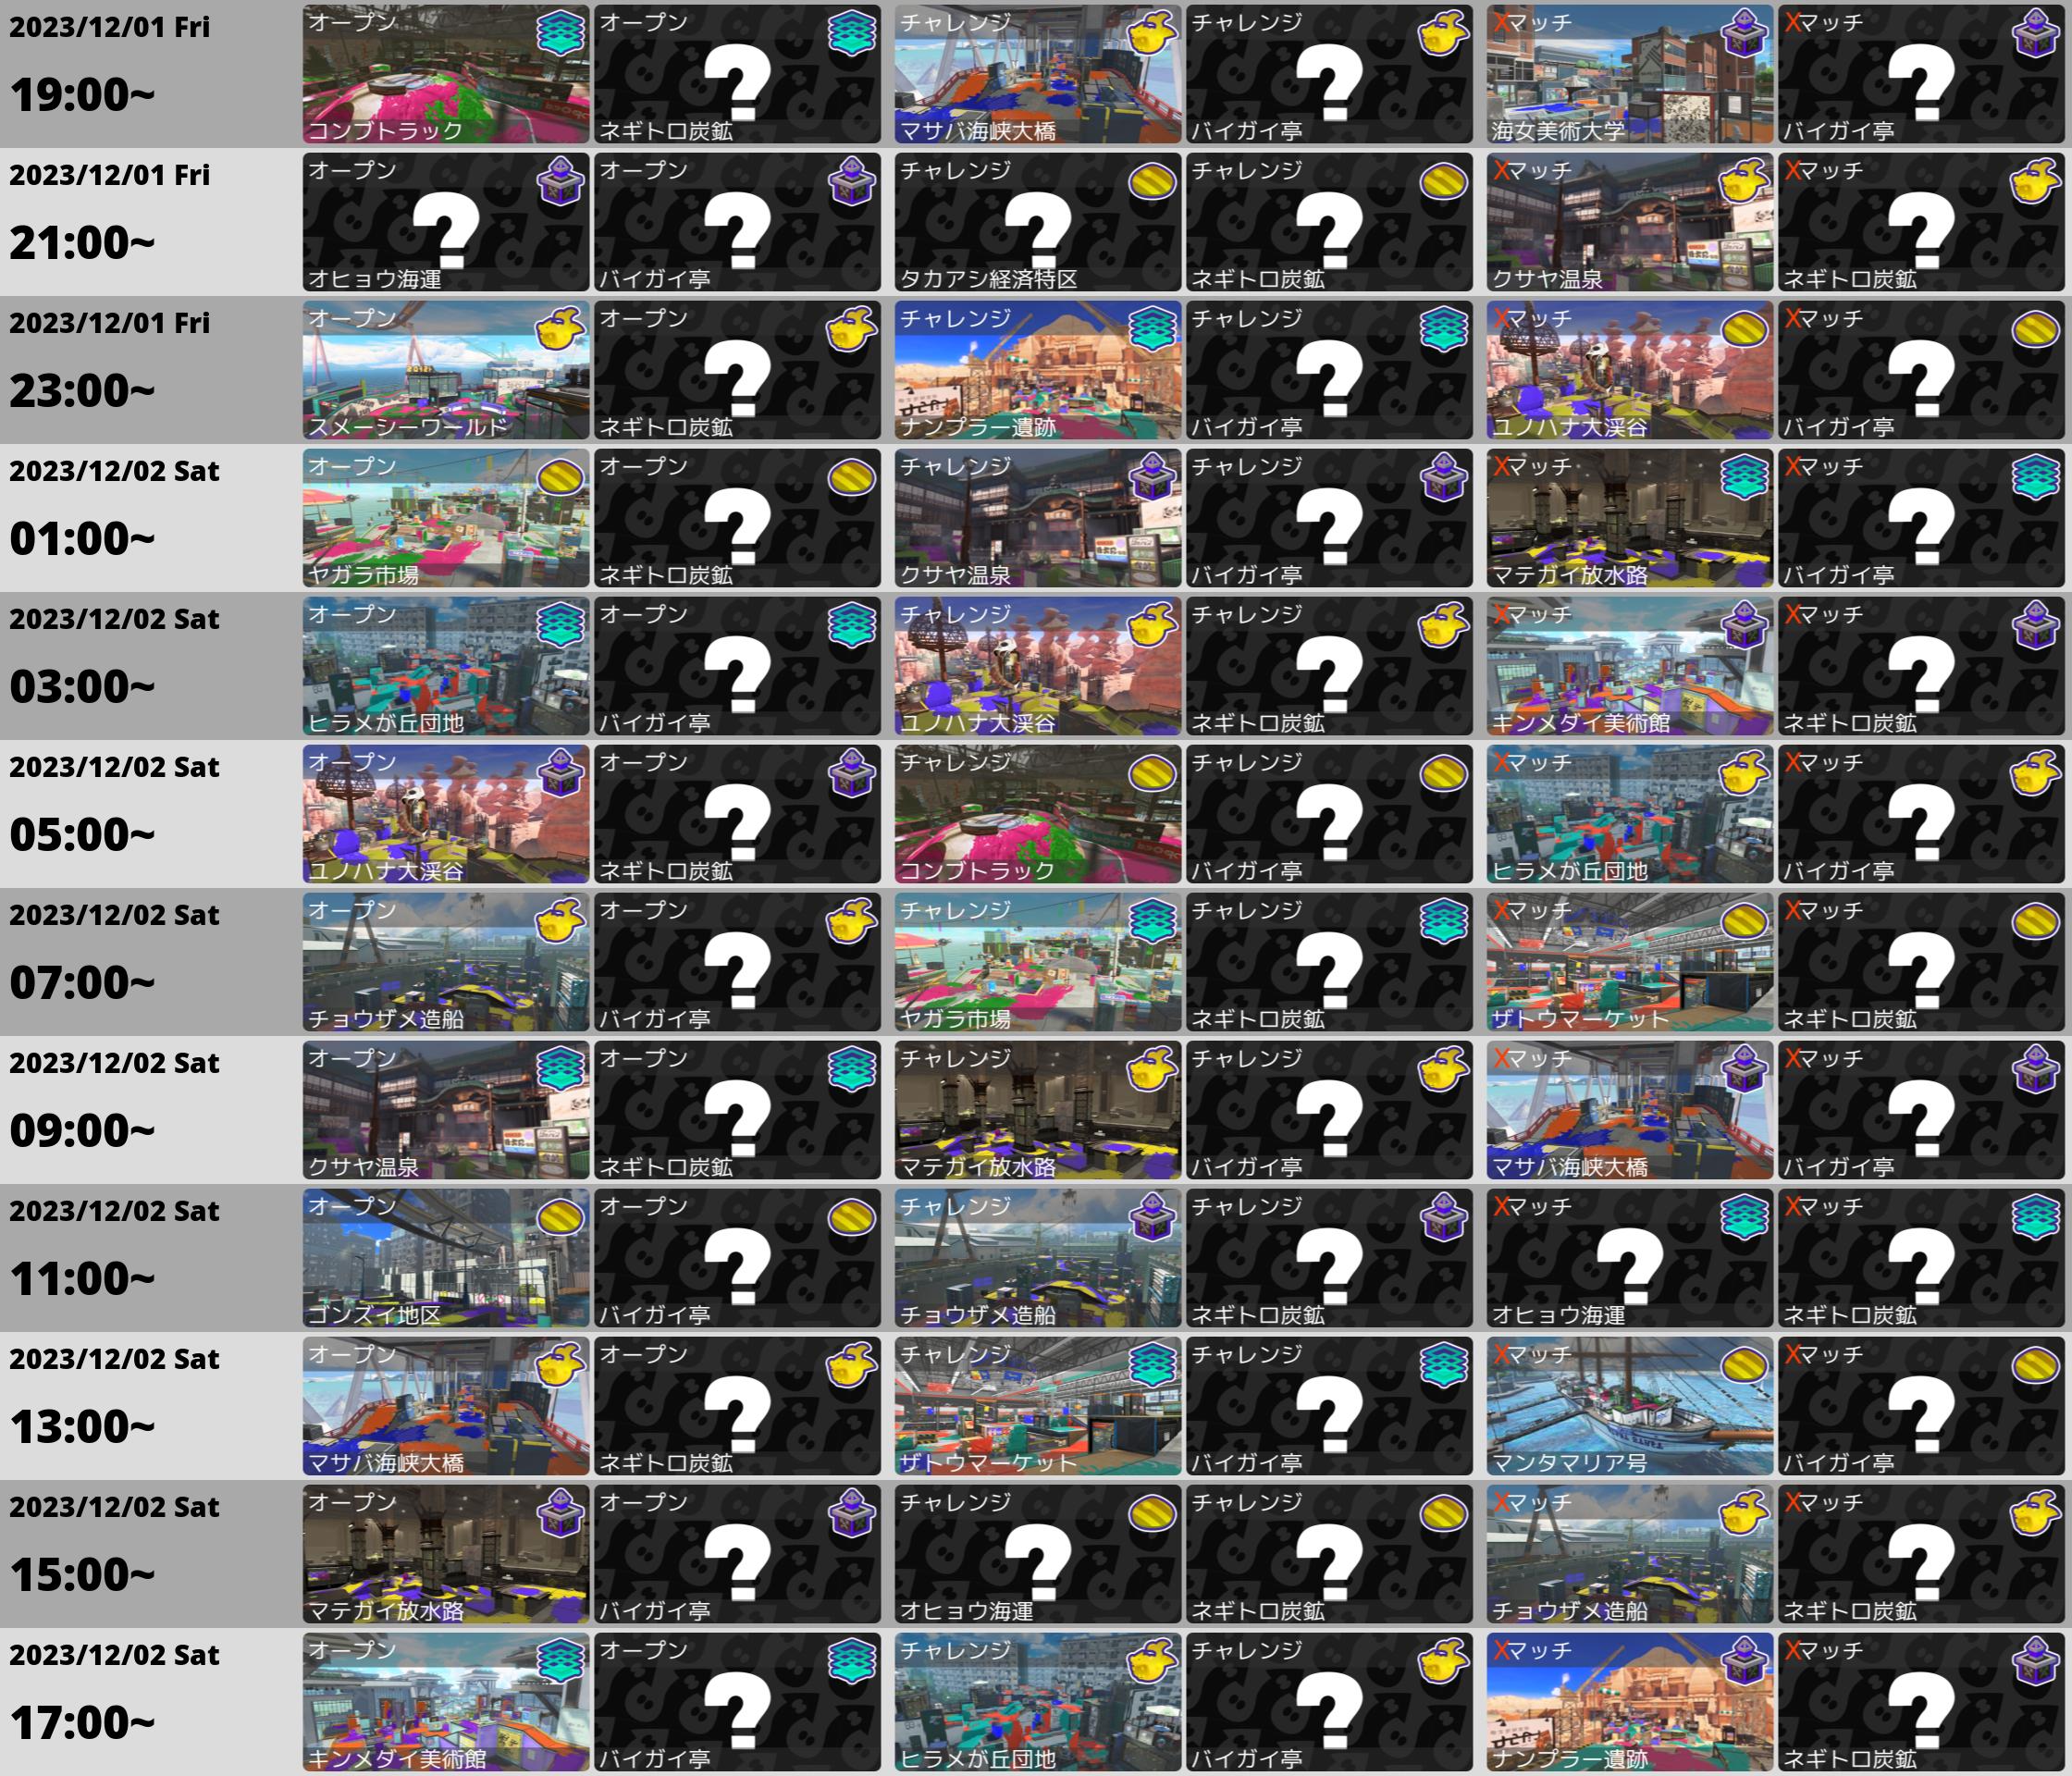 2023/12/01 Fri
19:00~
オープン
オープン
チャレンジ
チャレンジ
Xマッチ
Xマッチ
コンブトラック
ネギトロ炭鉱
マサバ海峡大橋
バイガイ亭
海女美術大学
バイガイ亭
2023/12/01 Fri
21:00~
オープン
オープン
チャレンジ
チャレンジ
Xマッチ
Xマッチ
オヒョウ海運
バイガイ亭
タカアシ経済特区
ネギトロ炭鉱
クサヤ温泉
ネギトロ炭鉱
2023/12/01 Fri
23:00~
オープン
オープン
チャレンジ
チャレンジ
Xマッチ
Xマッチ
スメーシーワールド
ネギトロ炭鉱
ナンプラー遺跡
バイガイ亭
ユノハナ大渓谷
バイガイ亭
2023/12/02 Sat
01:00~
オープン
オープン
チャレンジ
チャレンジ
Xマッチ
Xマッチ
ヤガラ市場
ネギトロ炭鉱
クサヤ温泉
バイガイ亭
マテガイ放水路
バイガイ亭
2023/12/02 Sat
03:00~
オープン
オープン
チャレンジ
チャレンジ
Xマッチ
Xマッチ
ヒラメが丘団地
バイガイ亭
ユノハナ大渓谷
ネギトロ炭鉱
キンメダイ美術館
ネギトロ炭鉱
2023/12/02 Sat
05:00~
オープン
オープン
チャレンジ
チャレンジ
Xマッチ
Xマッチ
ユノハナ大渓谷
ネギトロ炭鉱
コンブトラック
バイガイ亭
ヒラメが丘団地
バイガイ亭
2023/12/02 Sat
07:00~
オープン
オープン
チャレンジ
チャレンジ
Xマッチ
Xマッチ
チョウザメ造船
バイガイ亭
ヤガラ市場
ネギトロ炭鉱
ザトウマーケット
ネギトロ炭鉱
2023/12/02 Sat
09:00~
オープン
オープン
チャレンジ
チャレンジ
Xマッチ
Xマッチ
クサヤ温泉
ネギトロ炭鉱
マテガイ放水路
バイガイ亭
マサバ海峡大橋
バイガイ亭
2023/12/02 Sat
11:00~
オープン
オープン
チャレンジ
チャレンジ
Xマッチ
Xマッチ
ゴンズイ地区
バイガイ亭
チョウザメ造船
ネギトロ炭鉱
オヒョウ海運
ネギトロ炭鉱
2023/12/02 Sat
13:00~
オープン
オープン
チャレンジ
チャレンジ
Xマッチ
Xマッチ
マサバ海峡大橋
ネギトロ炭鉱
ザトウマーケット
バイガイ亭
マンタマリア号
バイガイ亭
2023/12/02 Sat
15:00~
オープン
オープン
チャレンジ
チャレンジ
Xマッチ
Xマッチ
マテガイ放水路
バイガイ亭
オヒョウ海運
ネギトロ炭鉱
チョウザメ造船
ネギトロ炭鉱
2023/12/02 Sat
17:00~
オープン
オープン
チャレンジ
チャレンジ
Xマッチ
Xマッチ
キンメダイ美術館
バイガイ亭
ヒラメが丘団地
バイガイ亭
ナンプラー遺跡
ネギトロ炭鉱